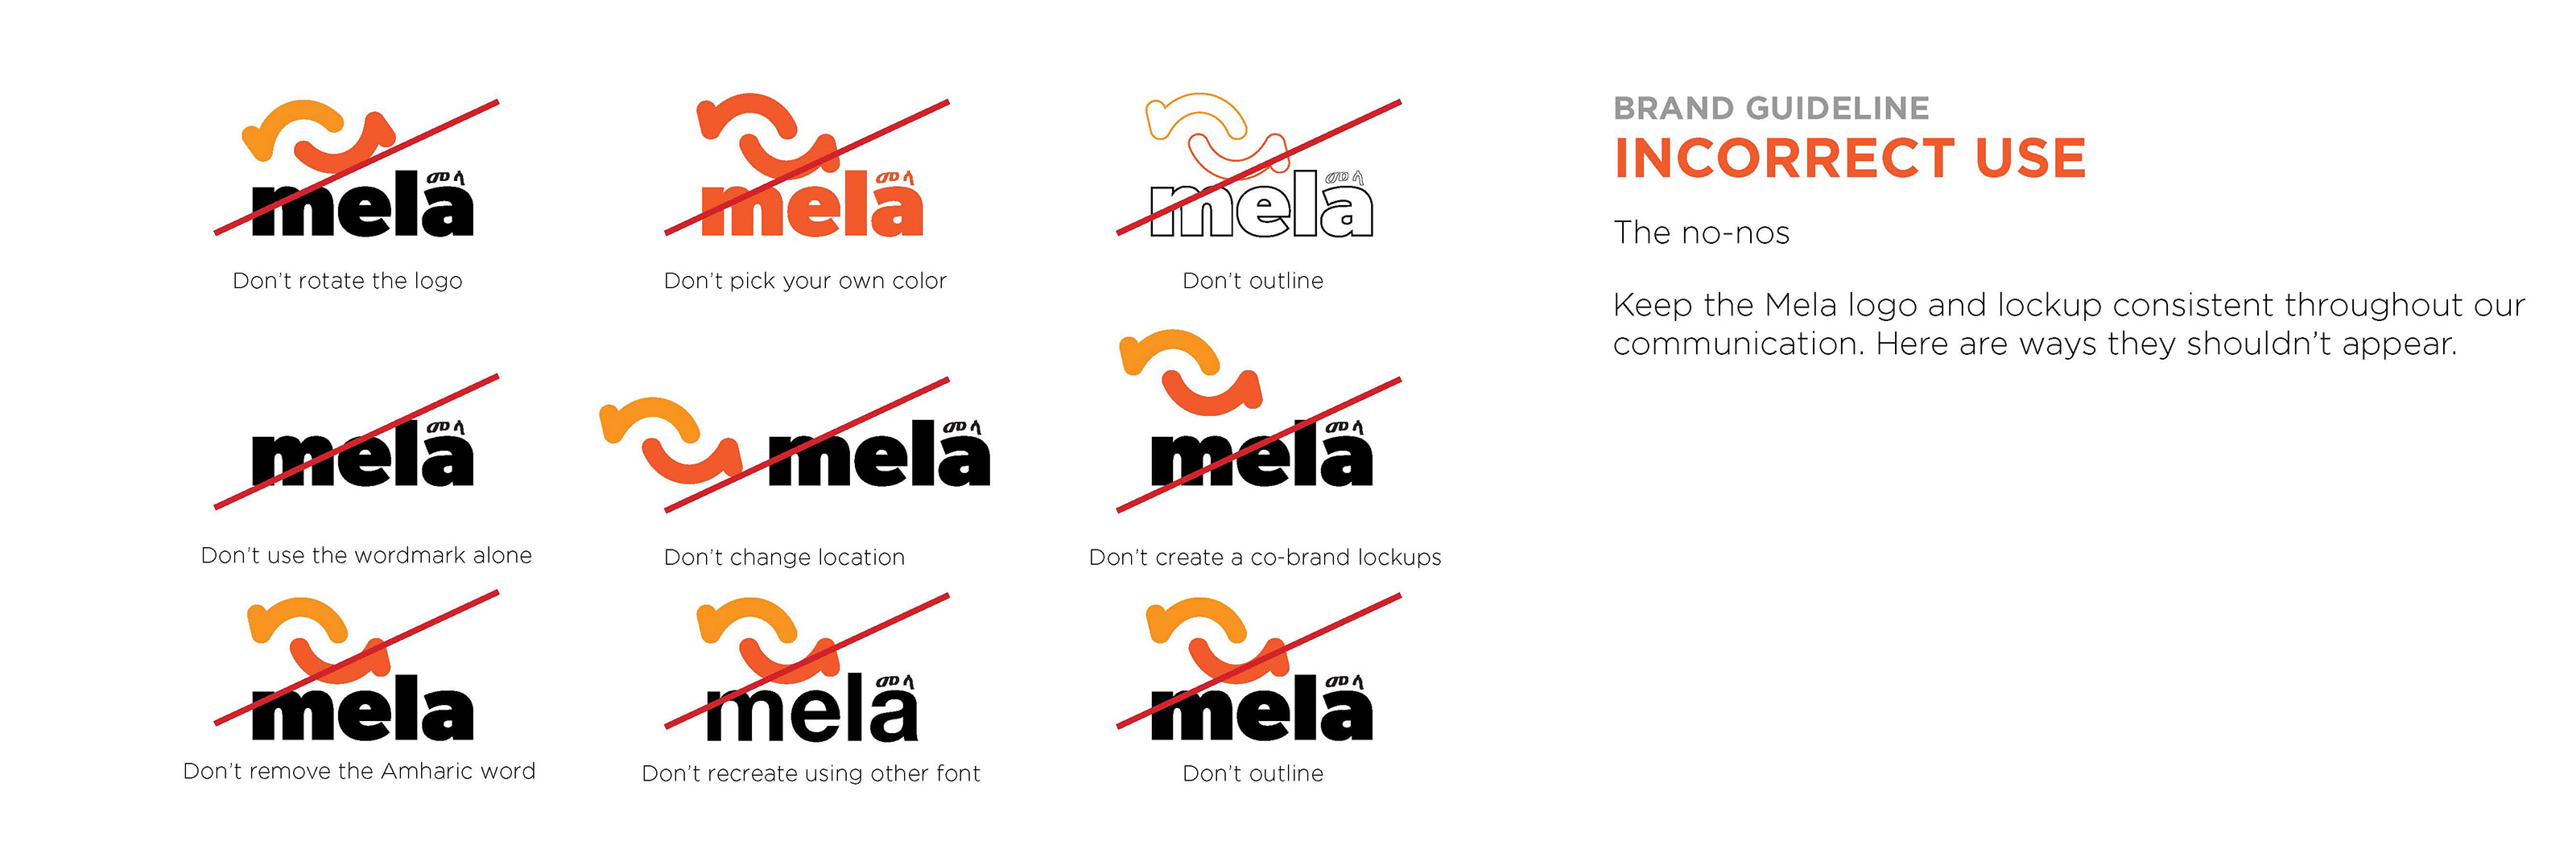 መላ
mela
Don't rotate the logo
መላ
mela
Don't pick your own color
መላ
mela
Don't outline
መላ
mela
Don't use the wordmark alone
መላ
mela
Don't change location
መላ
mela
Don't create a co-brand lockups
mela
Don't remove the Amharic word
መላ
mela
Don't recreate using other font
መላ
mela
Don't outline
BRAND GUIDELINE
INCORRECT USE
The no-nos
Keep the Mela logo and lockup consistent throughout our
communication. Here are ways they shouldn't appear.